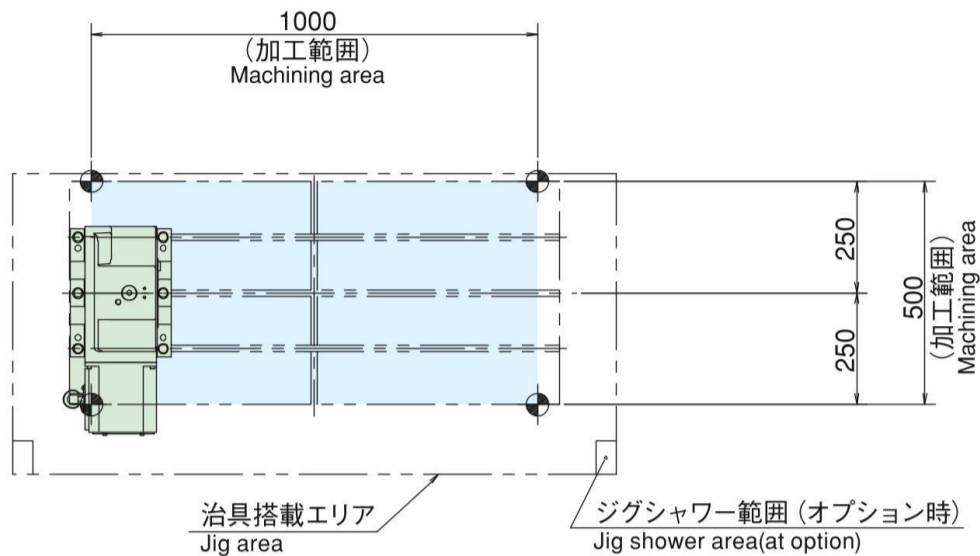 1000
（加工範囲）
Machining area
250
250
500
（加工範囲）
Machining area
治具搭載エリア
Jig area
ジグシャワー範囲（オプション時）
Jig shower area(at option)